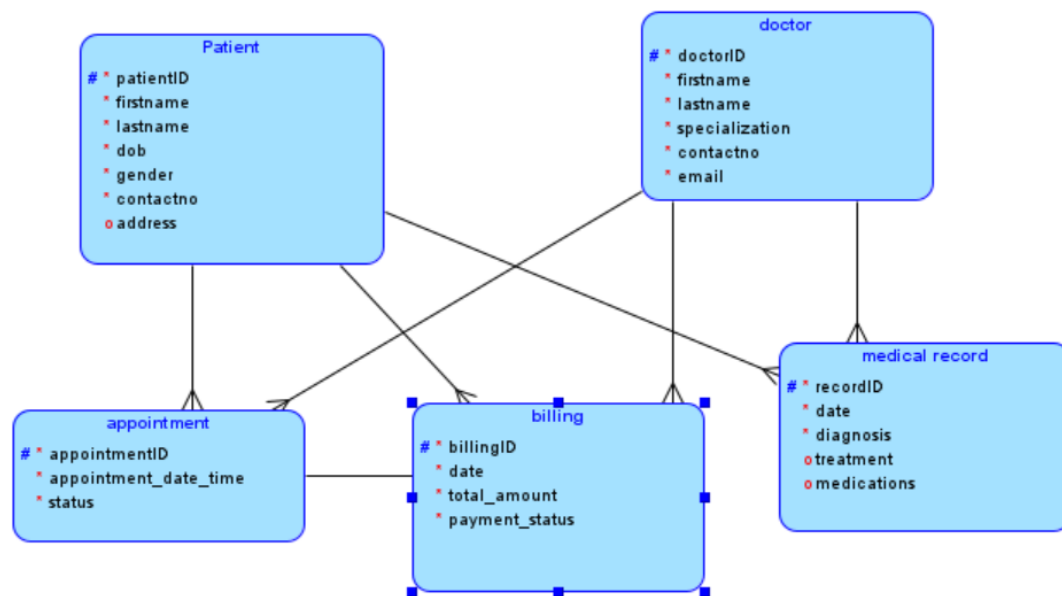 Patient
# * patientID
* firstname
* lastname
* dob
* gender
* contactno
o address
doctor
# * doctorID
* firstname
* lastname
* specialization
* contactno
* email
appointment
# * appointmentID
* appointment_date_time
* status
billing
# * billingID
* date
* total_amount
* payment_status
medical record
# * recordID
* date
* diagnosis
o treatment
o medications